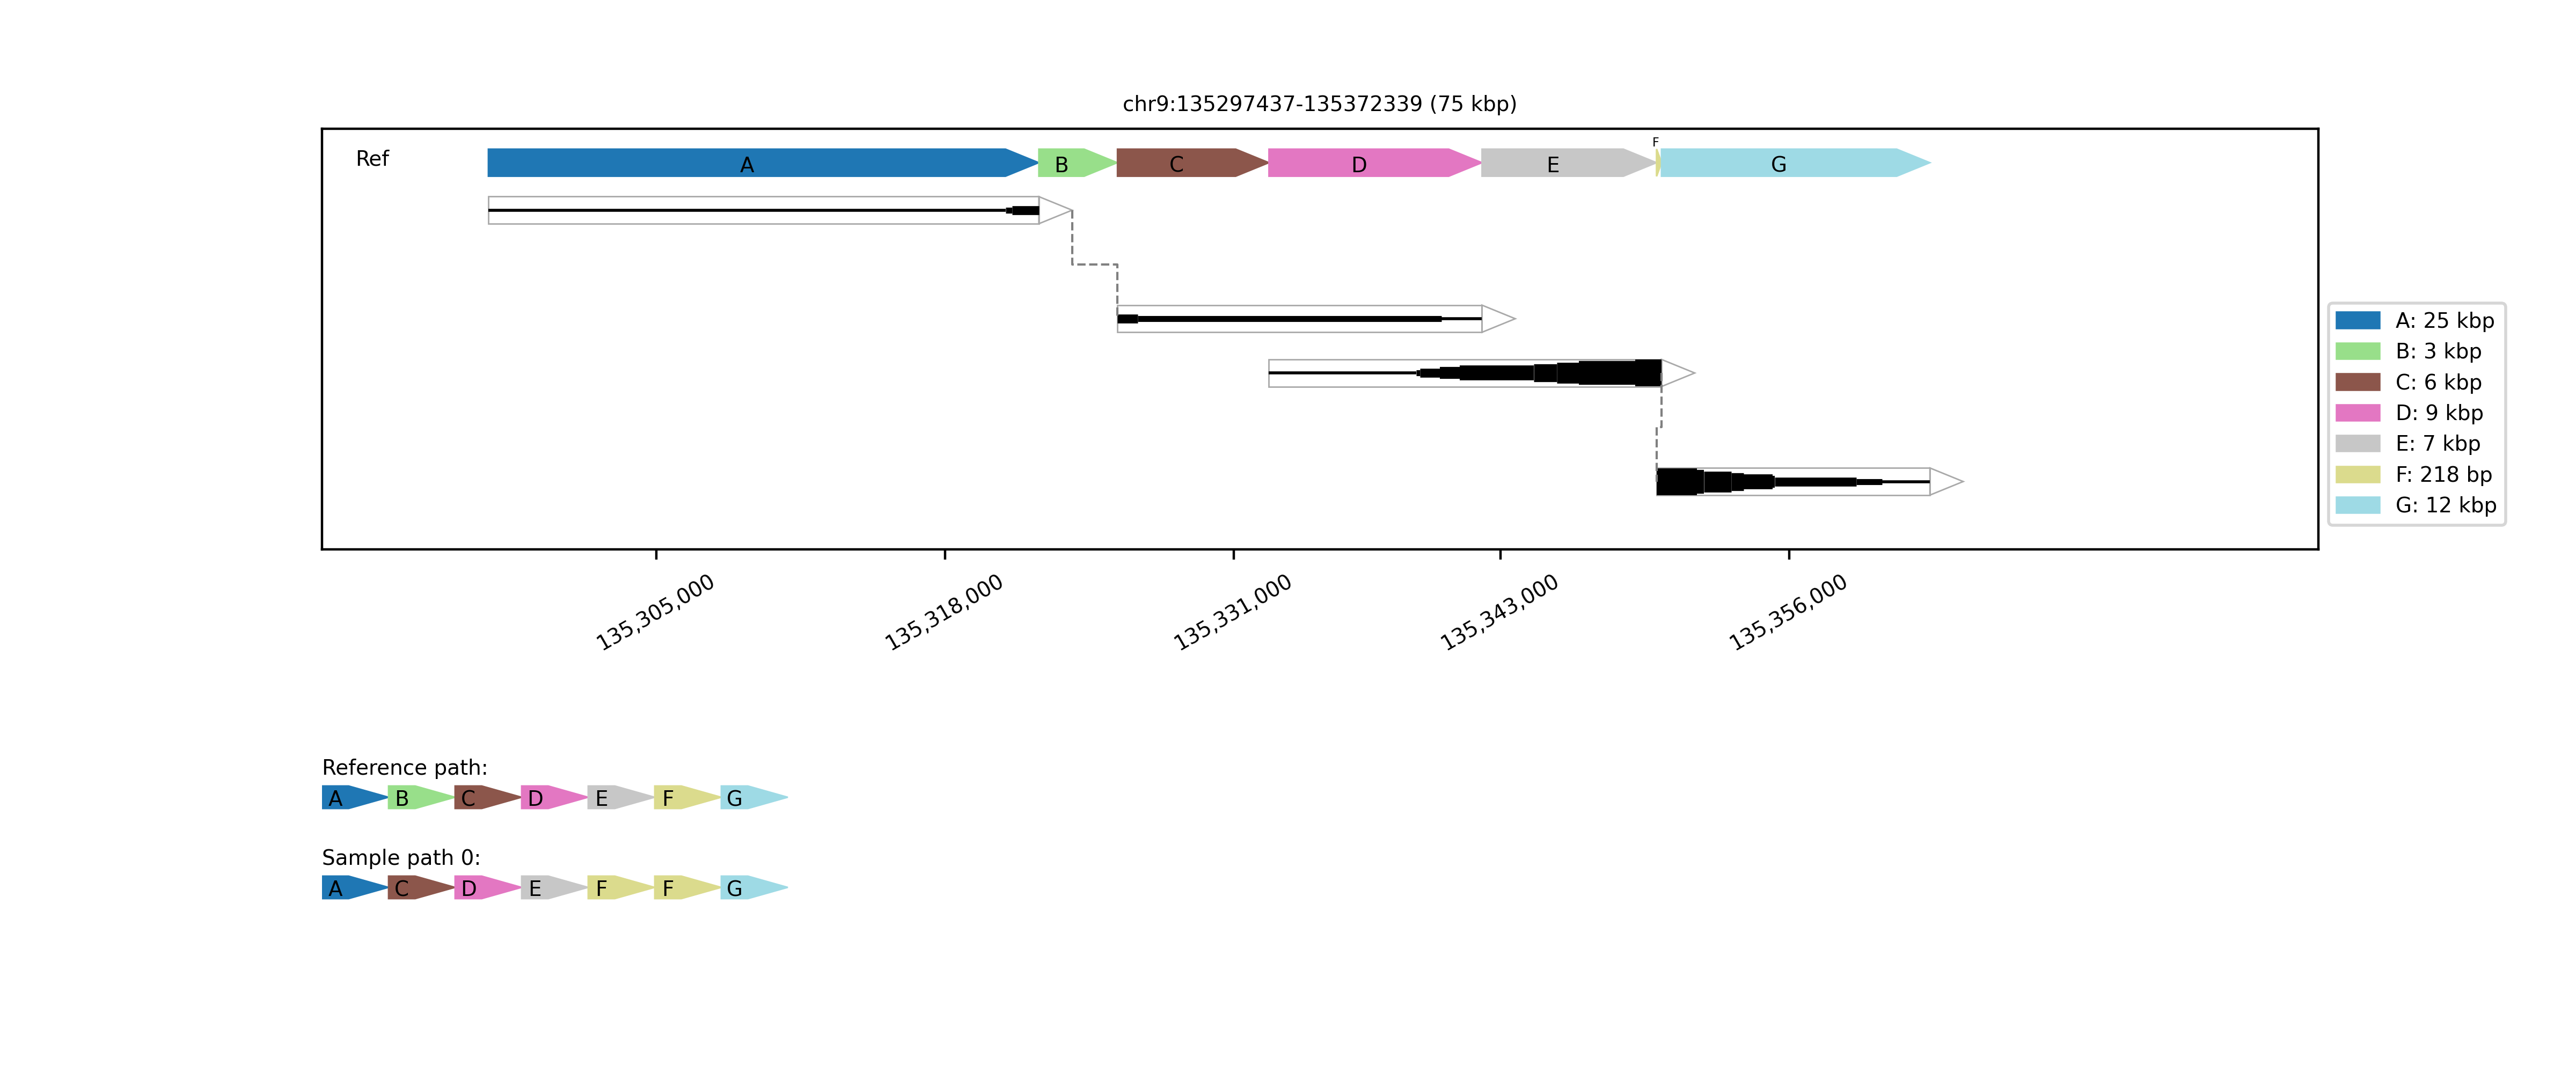 chr9:135297437-135372339 (75 kbp)
Ref
A B C D E F G
A: 25 kbp
B: 3 kbp
C: 6 kbp
D: 9 kbp
E: 7 kbp
F: 218 bp
G: 12 kbp
135,305,000 135,318,000 135,331,000 135,343,000 135,356,000
Reference path:
A B C D E F G
Sample path 0:
A C D E F F G